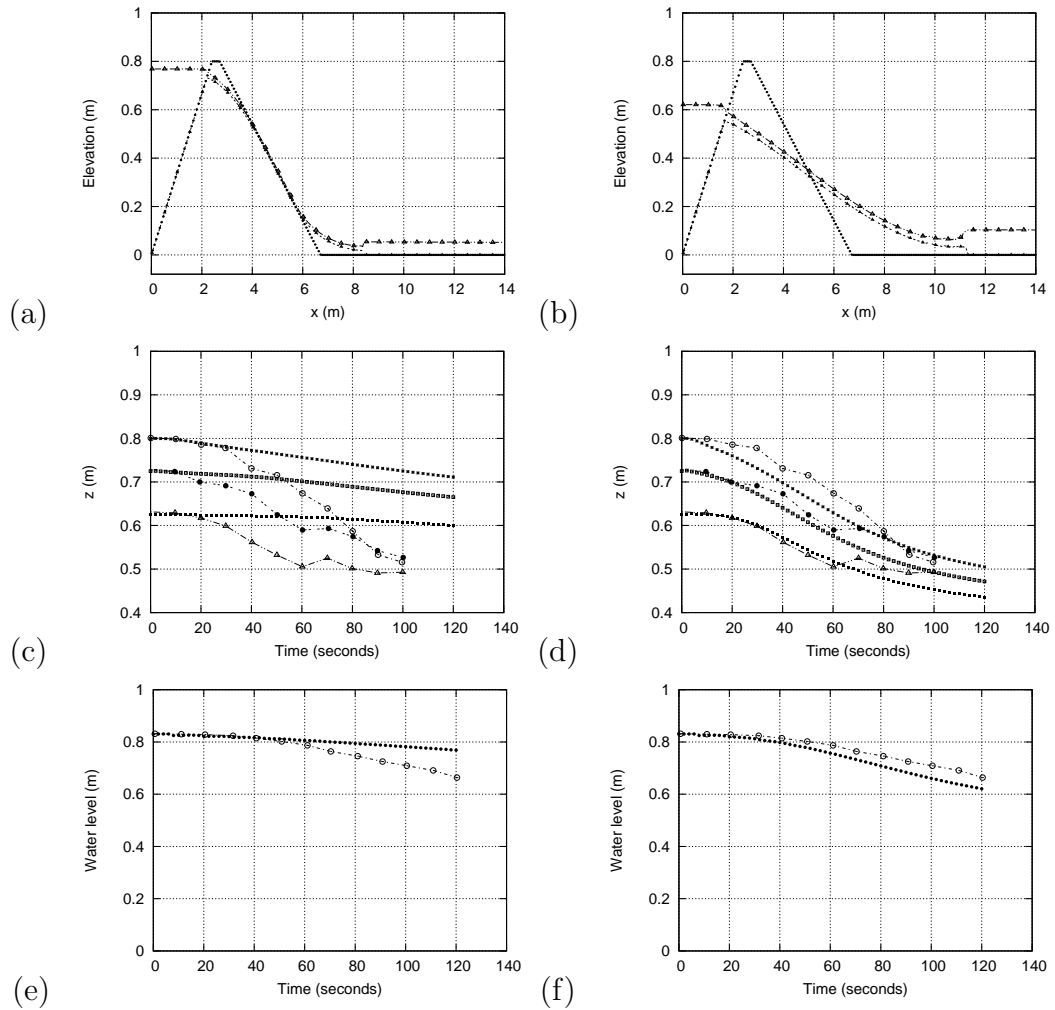 1
0.8
0.6
0.4
0.2
0
Elevation (m)
0 2 4 6 8 10 12 14
x (m)
(a)
1
0.8
0.6
0.4
0.2
0
Elevation (m)
0 2 4 6 8 10 12 14
x (m)
(b)
1
0.9
0.8
0.7
0.6
0.5
0.4
z (m)
0 20 40 60 80 100 120 140
Time (seconds)
(c)
1
0.9
0.8
0.7
0.6
0.5
0.4
z (m)
0 20 40 60 80 100 120 140
Time (seconds)
(d)
1
0.8
0.6
0.4
0.2
0
Water level (m)
0 20 40 60 80 100 120 140
Time (seconds)
(e)
1
0.8
0.6
0.4
0.2
0
Water level (m)
0 20 40 60 80 100 120 140
Time (seconds)
(f)